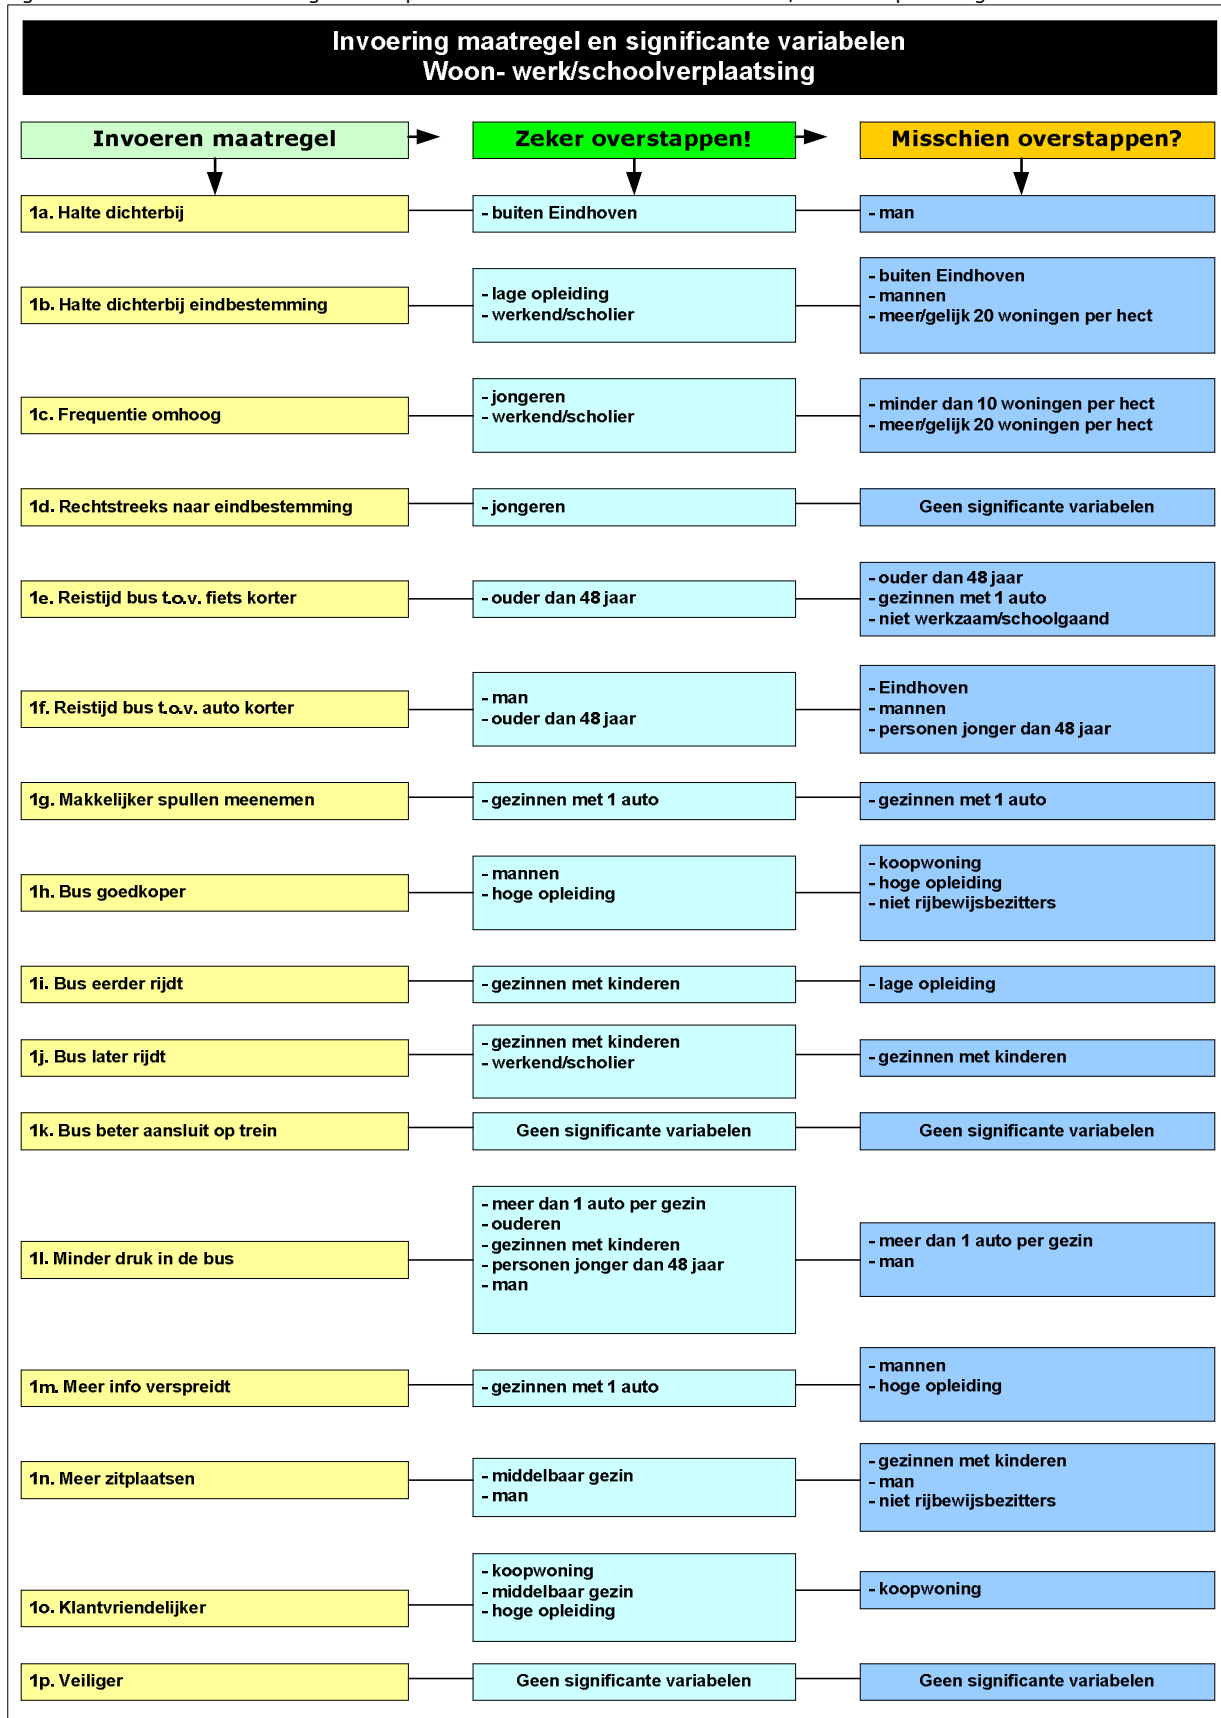 Invoering maatregel en significante variabelen
Woon- werk/schoolverplaatsing
Invoeren maatregel
Zeker overstappen!
Misschien overstappen?
1a. Halte dichterbij
- buiten Eindhoven
- man
1b. Halte dichterbij eindbestemming
- lage opleiding
- werkend/scholier
- buiten Eindhoven
- mannen
- meer/gelijk 20 woningen per hect
1c. Frequentie omhoog
- jongeren
- werkend/scholier
- minder dan 10 woningen per hect
- meer/gelijk 20 woningen per hect
1d. Rechtstreeks naar eindbestemming
- jongeren
Geen significante variabelen
1e. Reistijd bus t.o.v. fiets korter
- ouder dan 48 jaar
- ouder dan 48 jaar
- gezinnen met 1 auto
- niet werkzaam/schoolgaand
1f. Reistijd bus t.o.v. auto korter
- man
- ouder dan 48 jaar
- Eindhoven
- mannen
- personen jonger dan 48 jaar
1g. Makkelijker spullen meenemen
- gezinnen met 1 auto
- gezinnen met 1 auto
1h. Bus goedkoper
- mannen
- hoge opleiding
- koopwoning
- hoge opleiding
- niet rijbewijsbezitters
1i. Bus eerder rijdt
- gezinnen met kinderen
- lage opleiding
1j. Bus later rijdt
- gezinnen met kinderen
- werkend/scholier
- gezinnen met kinderen
1k. Bus beter aansluit op trein
Geen significante variabelen
Geen significante variabelen
1l. Minder druk in de bus
- meer dan 1 auto per gezin
- ouderen
- gezinnen met kinderen
- personen jonger dan 48 jaar
- man
- meer dan 1 auto per gezin
- man
1m. Meer info verspreidt
- gezinnen met 1 auto
- mannen
- hoge opleiding
1n. Meer zitplaatsen
- middelbaar gezin
- man
- gezinnen met kinderen
- man
- niet rijbewijsbezitters
1o. Klantvriendelijker
- koopwoning
- middelbaar gezin
- hoge opleiding
- koopwoning
1p. Veiliger
Geen significante variabelen
Geen significante variabelen